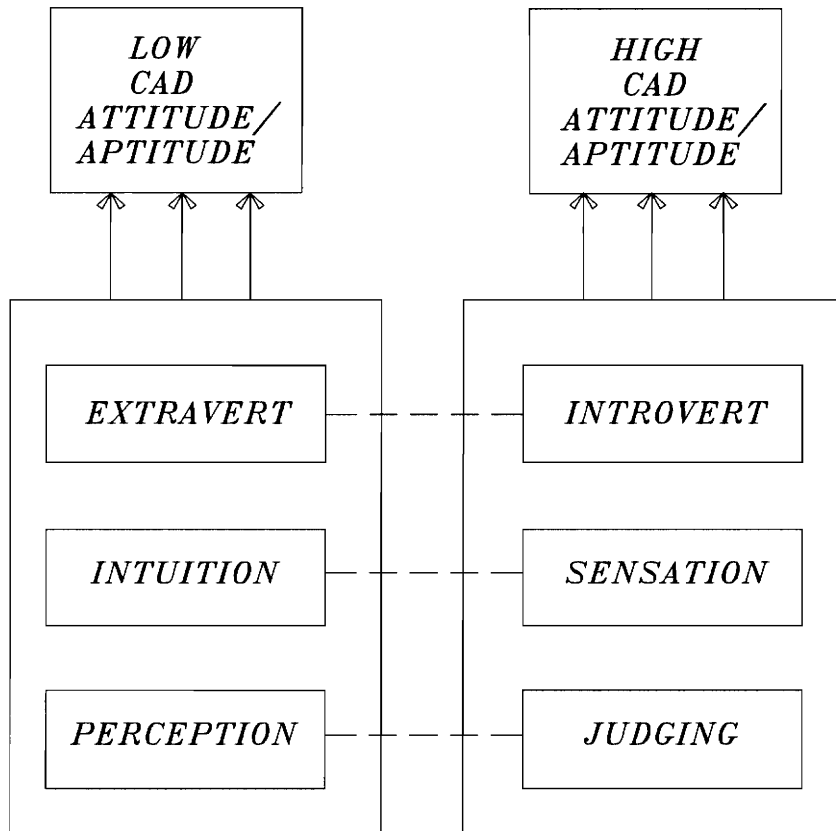 LOW
CAD
ATTITUDE/
APTITUDE
HIGH
CAD
ATTITUDE/
APTITUDE
EXTRAVERT
INTROVERT
INTUITION
SENSATION
PERCEPTION
JUDGING